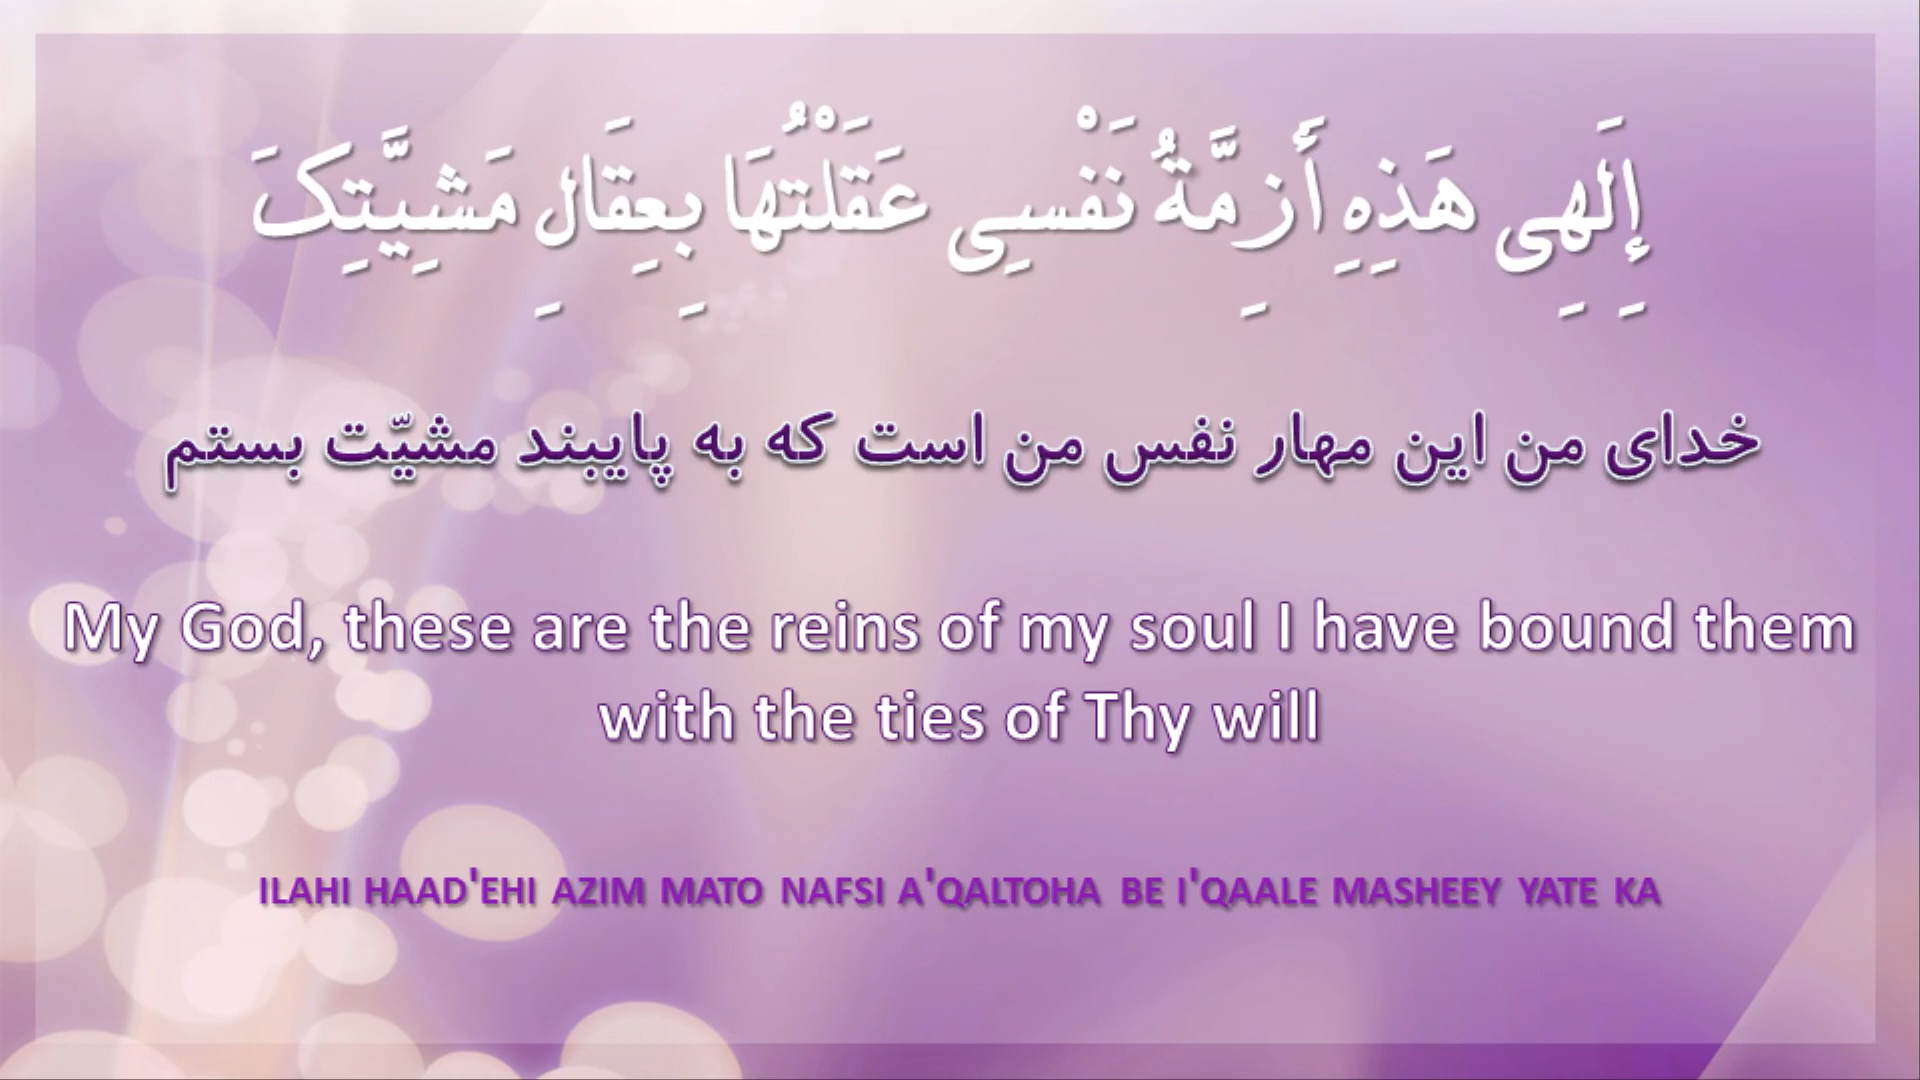 إِلَهِی هَذِهِ أَزِمَّةُ نَفْسِی عَقَلْتُهَا بِعِقَالِ مَشِیَّتِکَ
خدای من این مهار نفس من است که به پایبند مشیّت بستم
My God, these are the reins of my soul I have bound them
with the ties of Thy will
ILAHI HAAD'EHI AZIM MATO NAFSI A'QALTOHA BE I'QAALE MASHEEY YATE KA